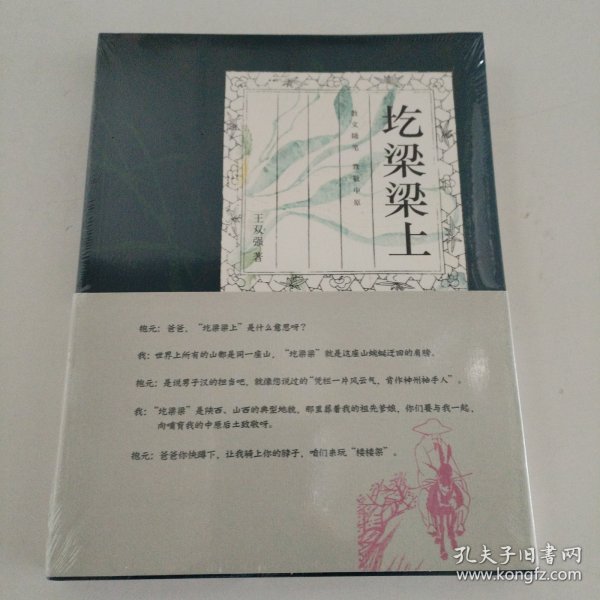 圪梁梁上
散文随笔 致敬中原
王双强 著
抱元：爸爸，“圪梁梁上”是什么意思呀？
我：世界上所有的山都是同一座山，“圪梁梁”就是这座山蜿蜒迂回的肩膀。
抱元：是说男子汉的担当吧，就像您说过的“凭栏一片风云气，肯作神州袖手人”。
我：“圪梁梁”是陕西、山西的典型地貌，那里葬着我的祖先爹娘，你们要与我一起，
向哺育我的中原后土致敬呀。
抱元：爸爸你快蹲下，让我骑上你的脖子，咱们来玩“楼楼架”。
孔夫子旧书网
www.kongfz.com